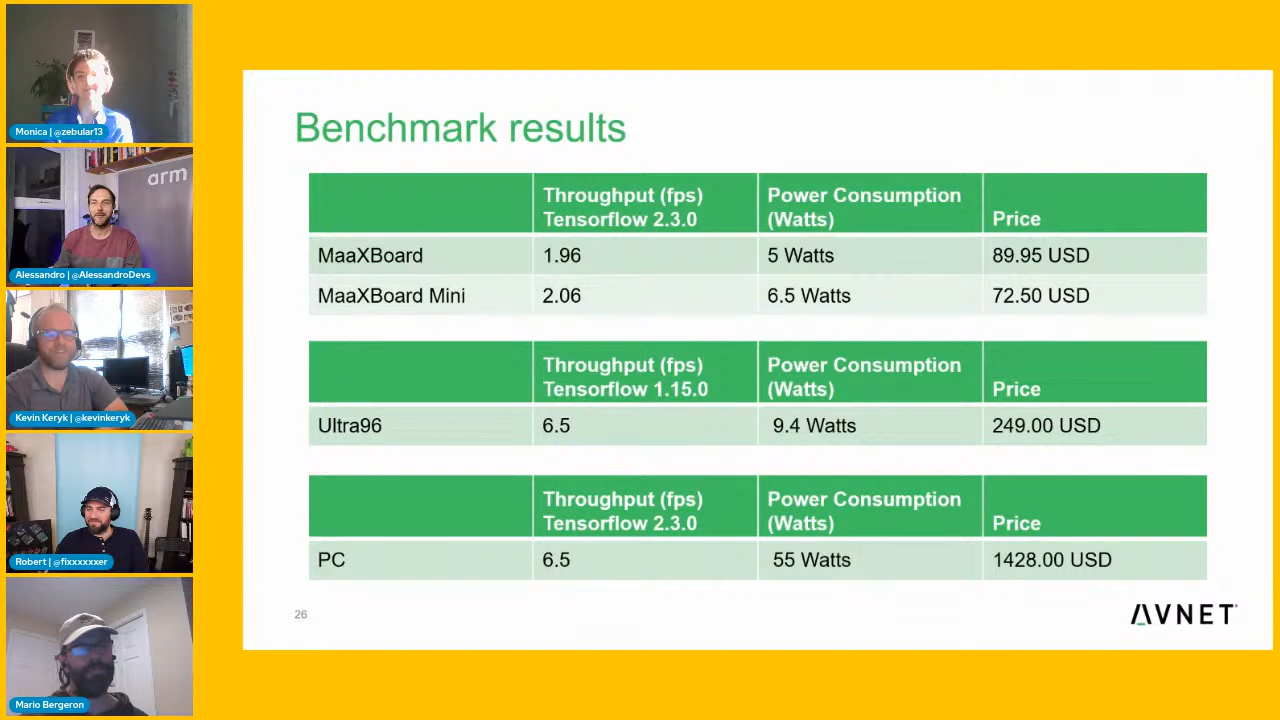 Monica | @zebular13
arm
Alessandro | @AlessandroDevs
Kevin Keryk | @kevinkeryk
Robert | @fixxxxxxer
Mario Bergeron
Benchmark results
Throughput (fps) Power Consumption
Tensorflow 2.3.0 (Watts) Price
MaaXBoard 1.96 5 Watts 89.95 USD
MaaXBoard Mini 2.06 6.5 Watts 72.50 USD
Throughput (fps) Power Consumption
Tensorflow 1.15.0 (Watts) Price
Ultra96 6.5 9.4 Watts 249.00 USD
Throughput (fps) Power Consumption
Tensorflow 2.3.0 (Watts) Price
PC 6.5 55 Watts 1428.00 USD
26
AVNET